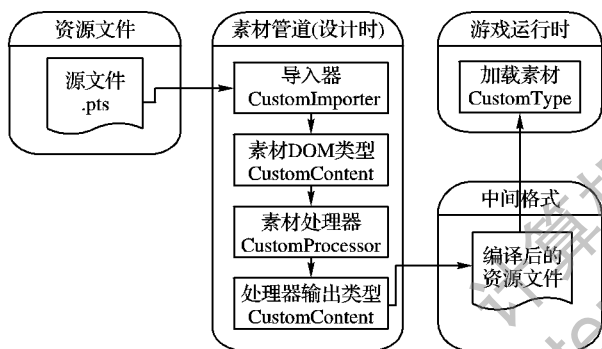 资源文件
源文件
.pts
素材管道(设计时)
导入器
CustomImporter
素材DOM类型
CustomContent
素材处理器
CustomProcessor
处理器输出类型
CustomContent
游戏运行时
加载素材
CustomType
中间格式
编译后的
资源文件
计算机